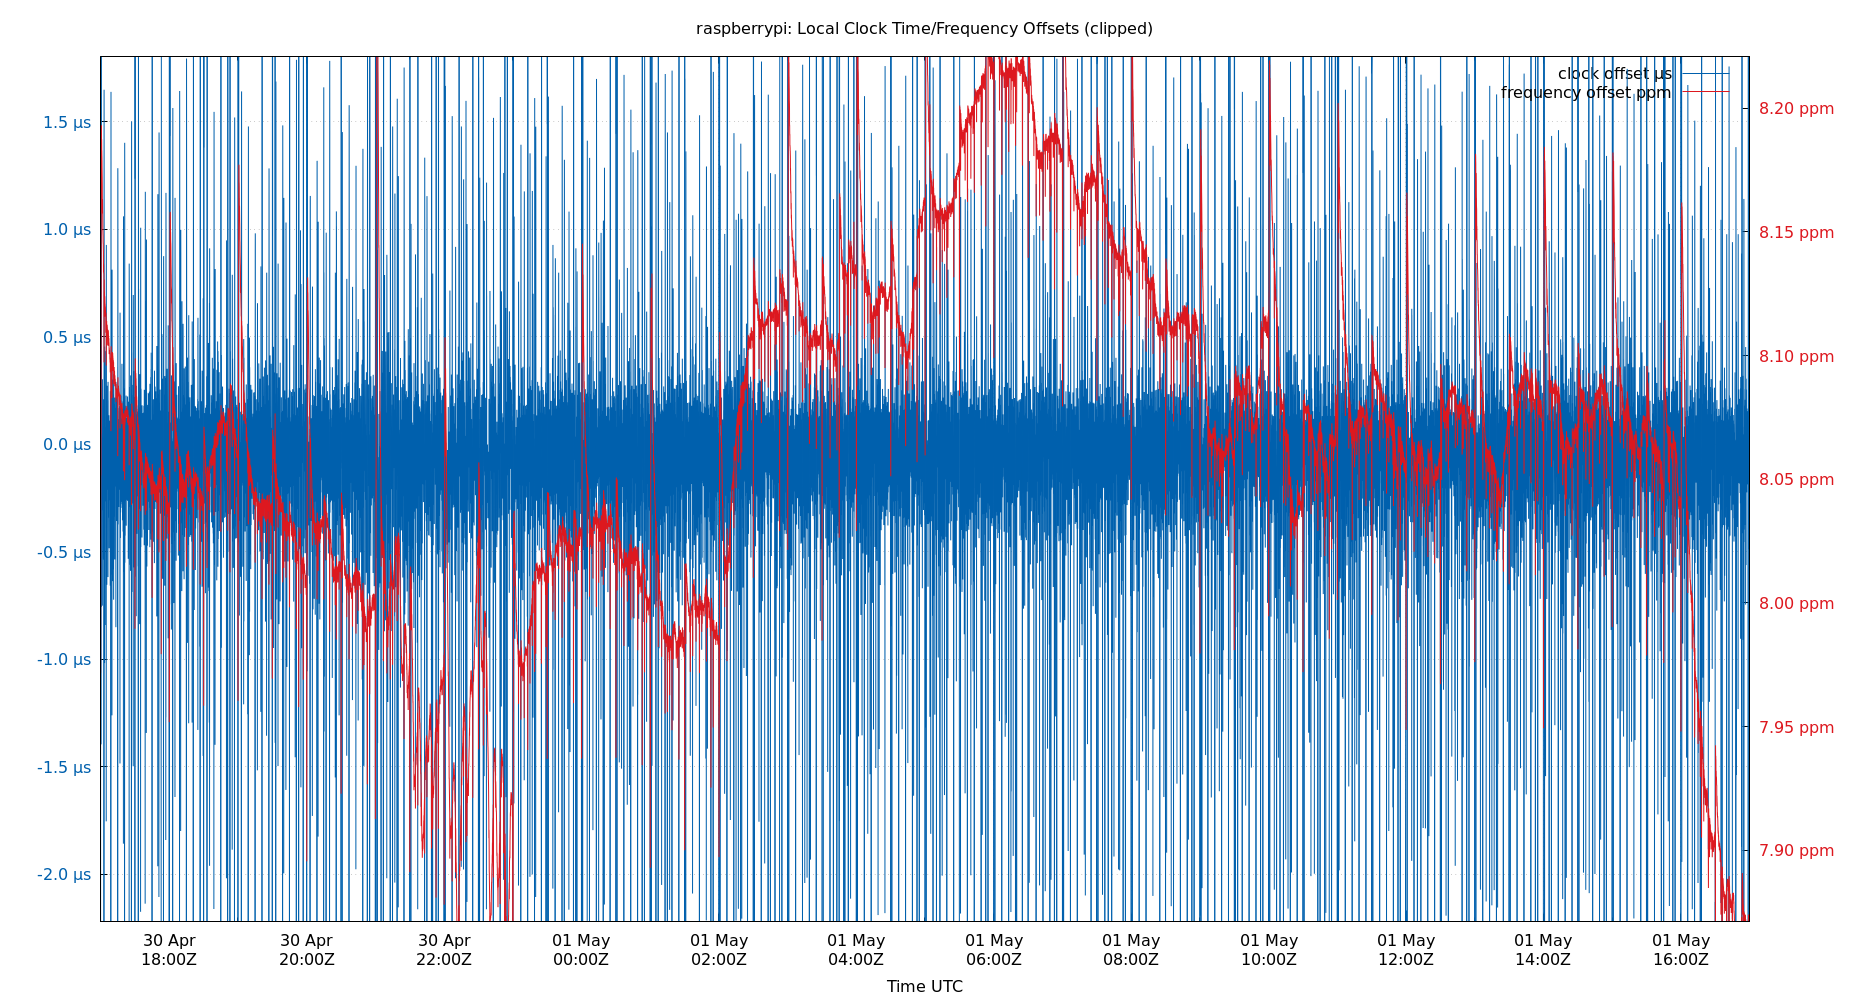 raspberrypi: Local Clock Time/Frequency Offsets (clipped)
clock offset µs
frequency offset ppm
1.5 µs
1.0 µs
0.5 µs
0.0 µs
-0.5 µs
-1.0 µs
-1.5 µs
-2.0 µs
8.20 ppm
8.15 ppm
8.10 ppm
8.05 ppm
8.00 ppm
7.95 ppm
7.90 ppm
30 Apr 30 Apr 30 Apr 01 May 01 May 01 May 01 May 01 May 01 May 01 May 01 May 01 May
18:00Z 20:00Z 22:00Z 00:00Z 02:00Z 04:00Z 06:00Z 08:00Z 10:00Z 12:00Z 14:00Z 16:00Z
Time UTC